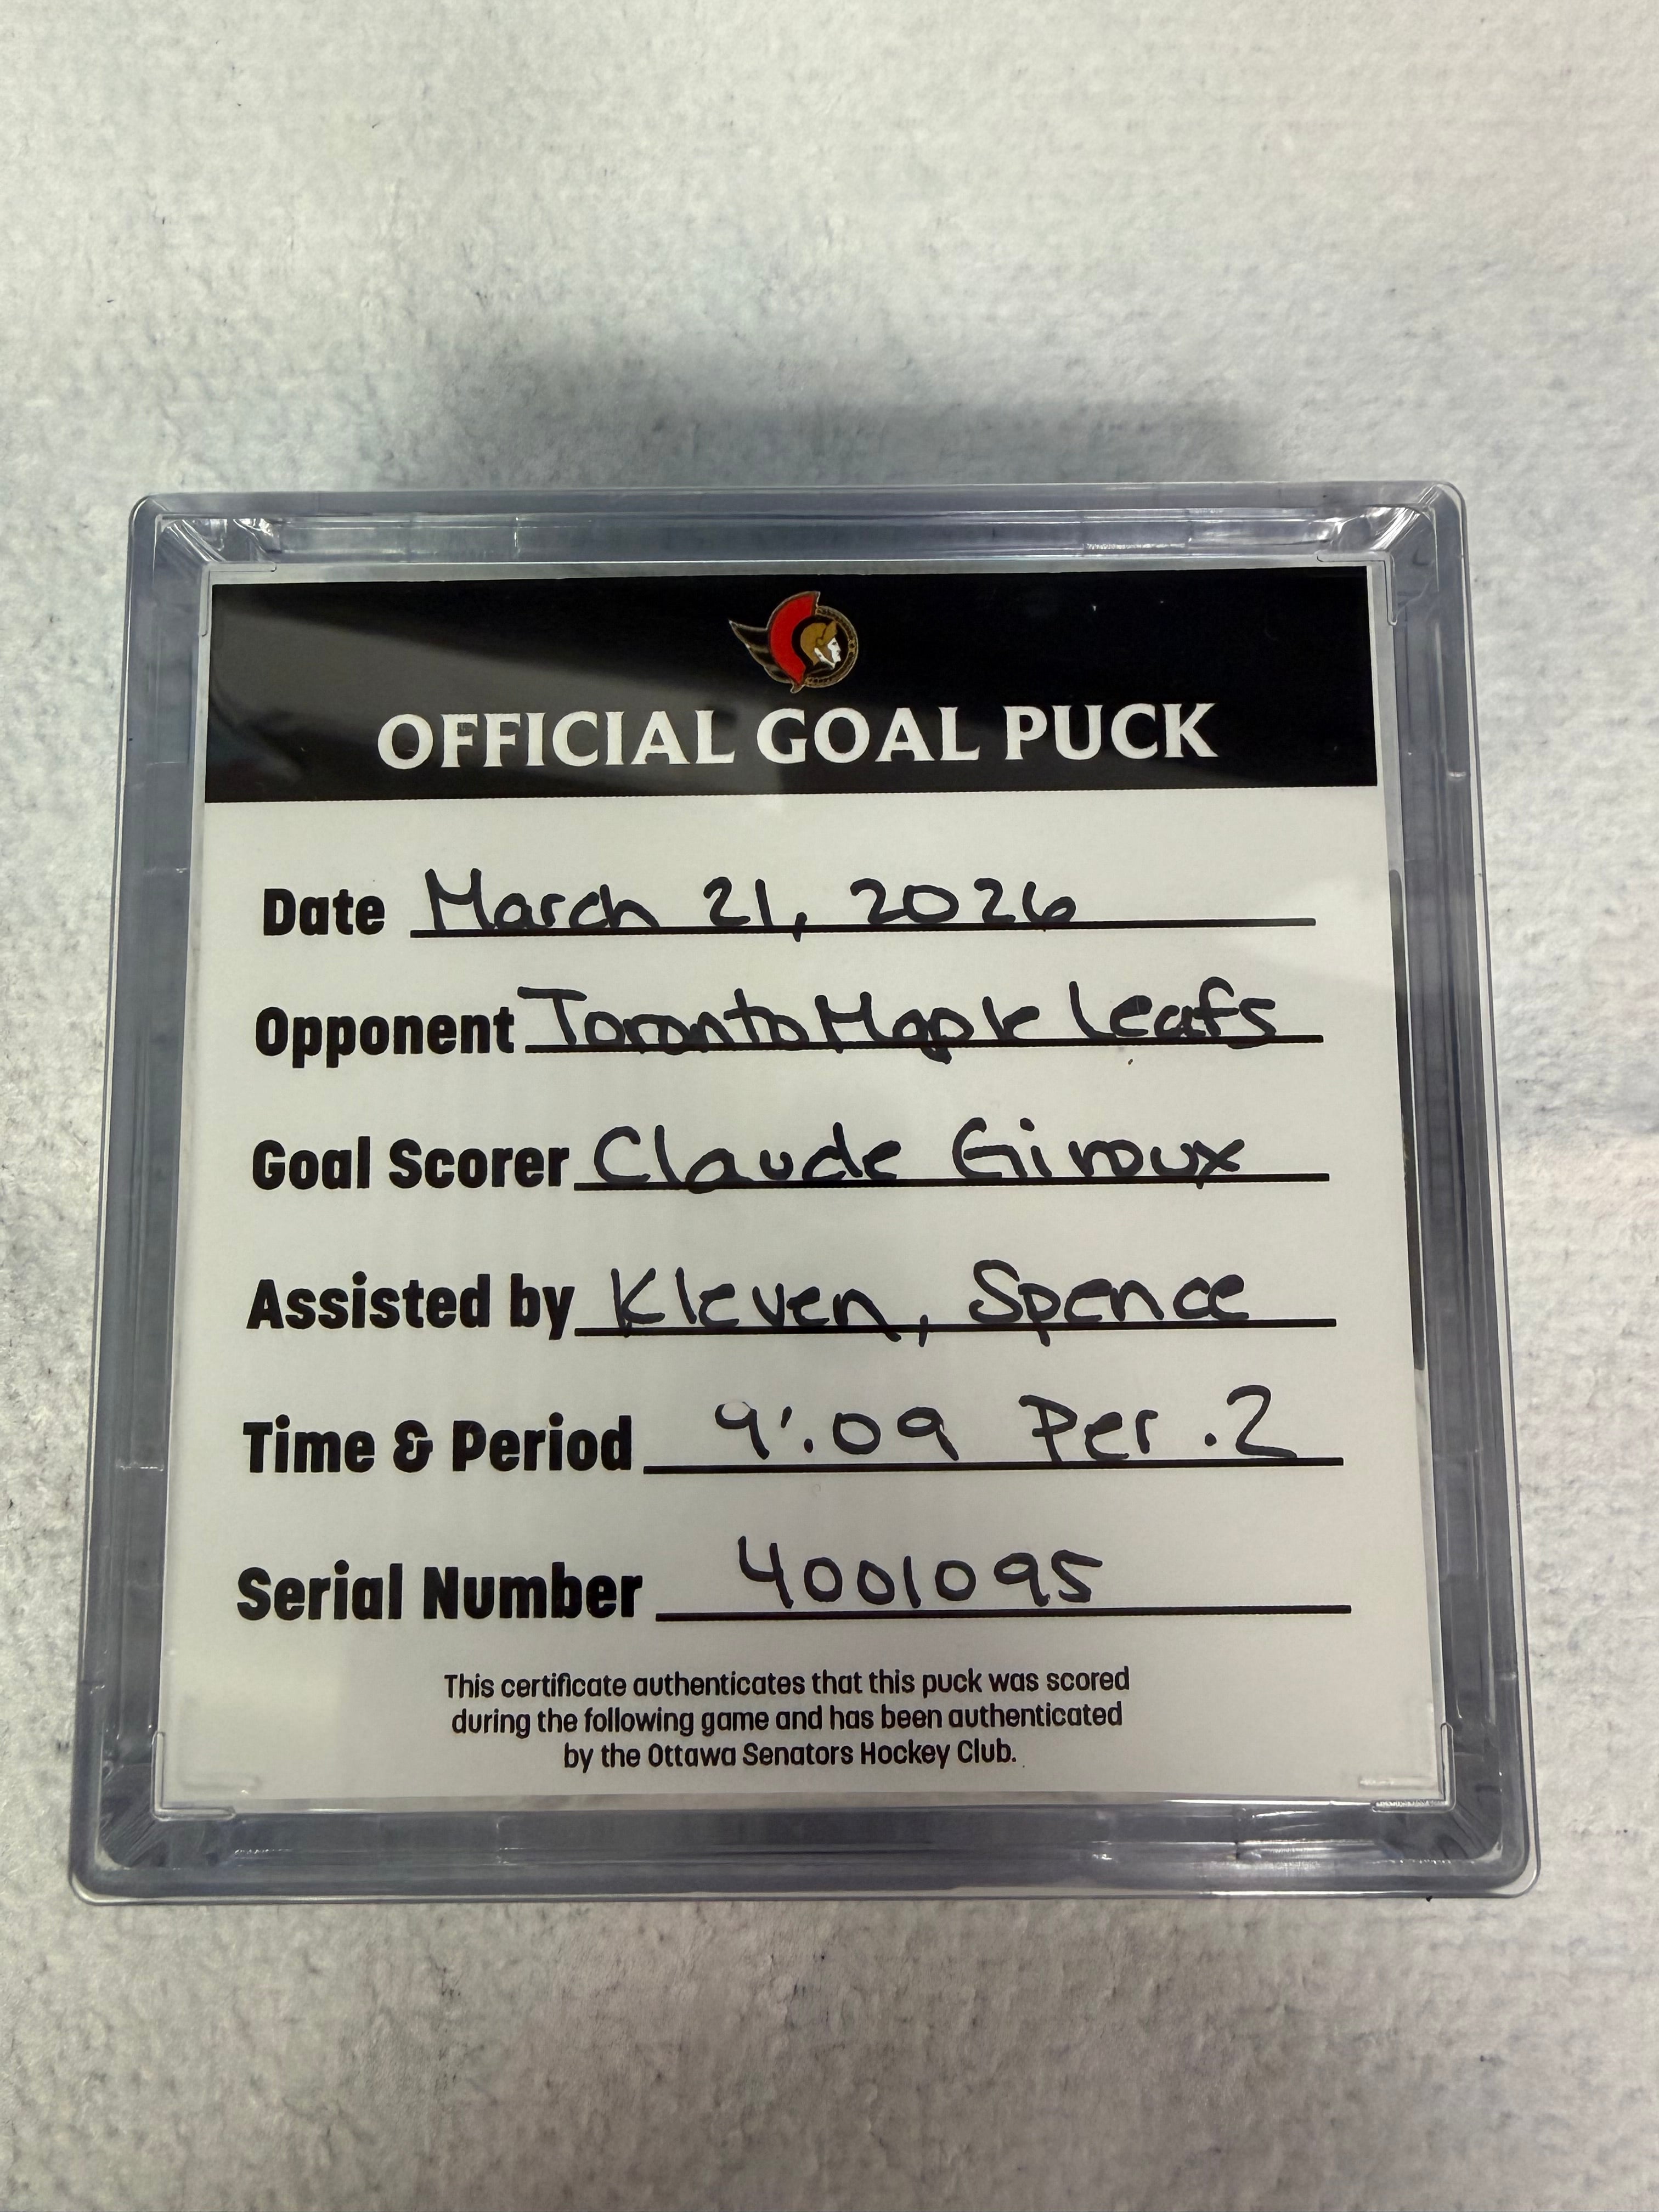 OFFICIAL GOAL PUCK
Date March 21, 2026
Opponent Toronto Maple leafs
Goal Scorer Claude Giroux
Assisted by Kleven, Spence
Time & Period 9:09 Per.2
Serial Number 4001095
This certificate authenticates that this puck was scored
during the following game and has been authenticated
by the Ottawa Senators Hockey Club.